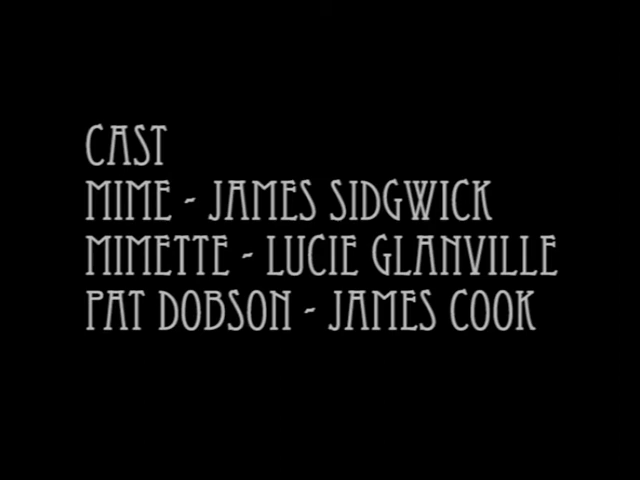 CAST
MIME - JAMES SIDGWICK
MIMETTE - LUCIE GLANVILLE
PAT DOBSON - JAMES COOK